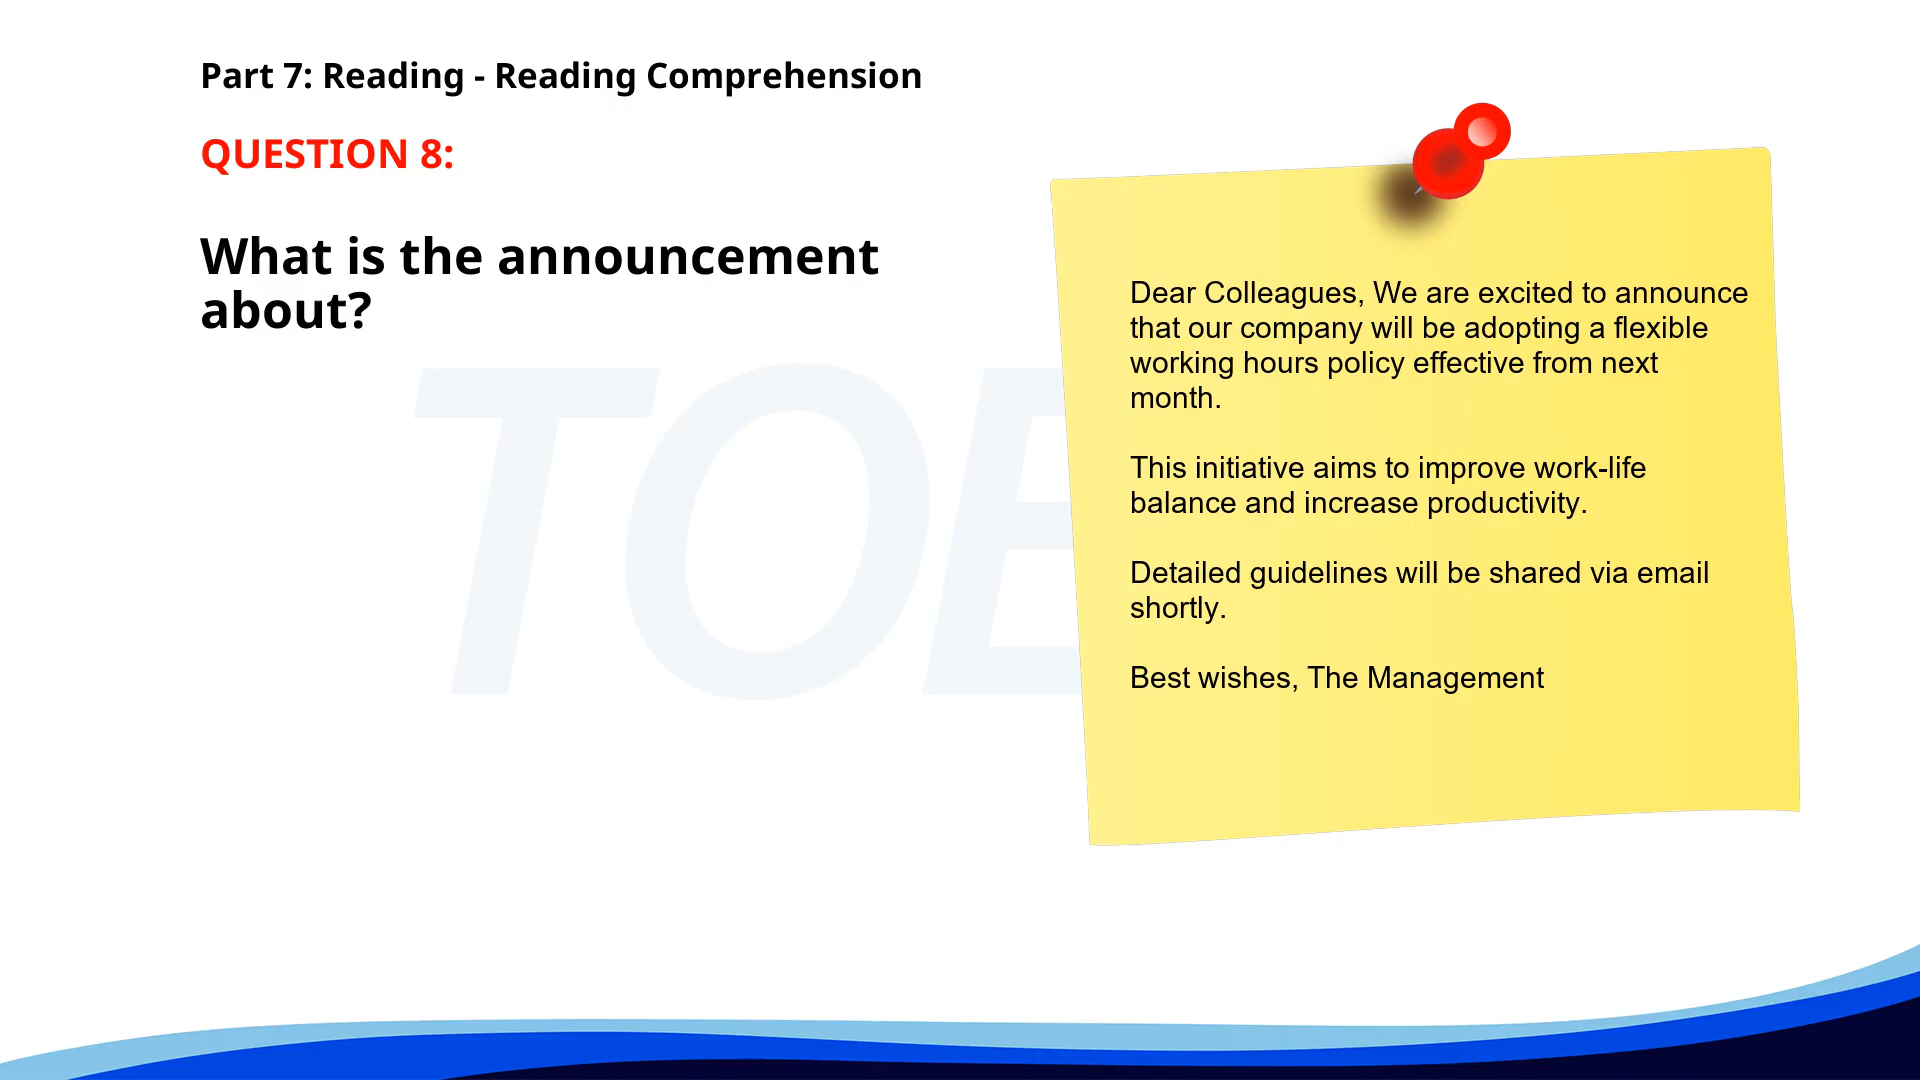 Part 7: Reading - Reading Comprehension
QUESTION 8:
What is the announcement
about?
Dear Colleagues, We are excited to announce
that our company will be adopting a flexible
working hours policy effective from next
month.
This initiative aims to improve work-life
balance and increase productivity.
Detailed guidelines will be shared via email
shortly.
Best wishes, The Management
TOE